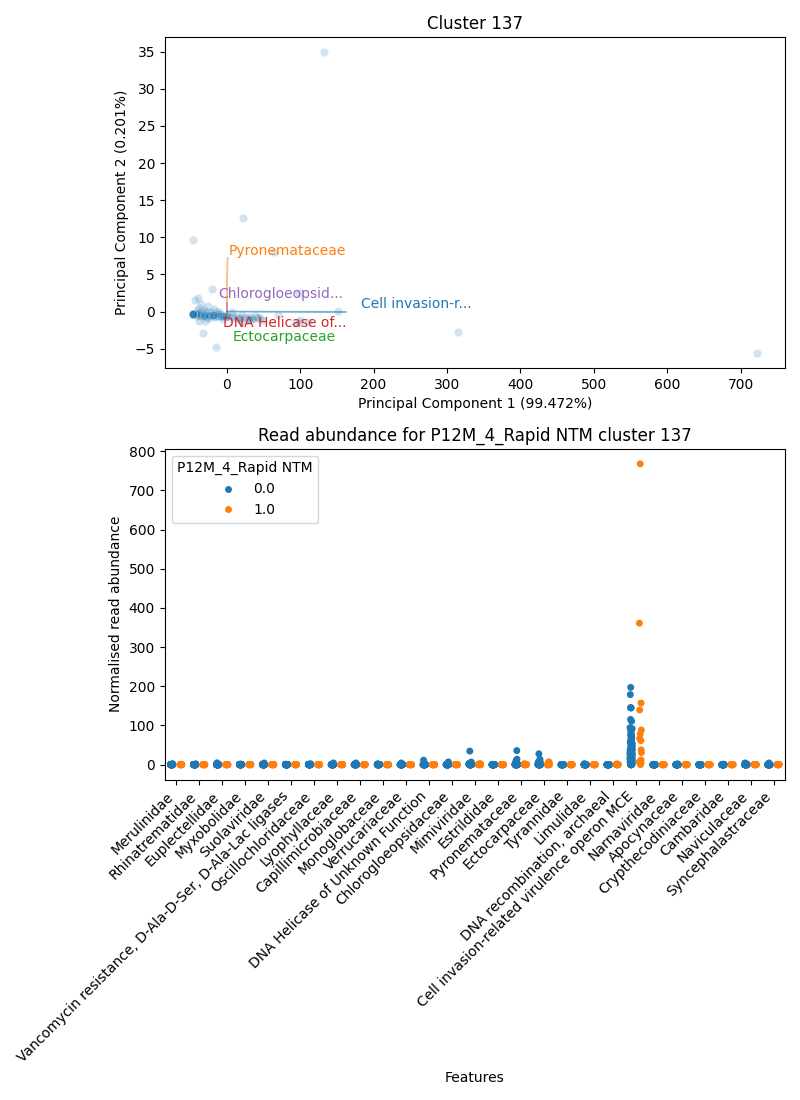 Cluster 137
35
30
25
20
15
10
5
0
−5
Principal Component 2 (0.201%)
Pyronemataceae
Chlorogloeopsid...
Cell invasion-r...
DNA Helicase of...
Ectocarpaceae
0 100 200 300 400 500 600 700
Principal Component 1 (99.472%)
Read abundance for P12M_4_Rapid NTM cluster 137
800
700
600
500
400
300
200
100
0
Normalised read abundance
P12M_4_Rapid NTM
0.0
1.0
Merulinidae
Rhinatrematidae
Euplectellidae
Myxobolidae
Suolaviridae
Vancomycin resistance, D-Ala-D-Ser, D-Ala-Lac ligases
Oscillochloridaceae
Lyophyllaceae
Capillimicrobiaceae
Monoglobaceae
Verrucariaceae
DNA Helicase of Unknown Function
Chlorogloeopsidaceae
Mimiviridae
Estrildidae
Pyronemataceae
Ectocarpaceae
Tyrannidae
Limulidae
DNA recombination, archaeal
Cell invasion-related virulence operon MCE
Narnaviridae
Apocynaceae
Crypthecodiniaceae
Cambaridae
Naviculaceae
Syncephalastraceae
Features